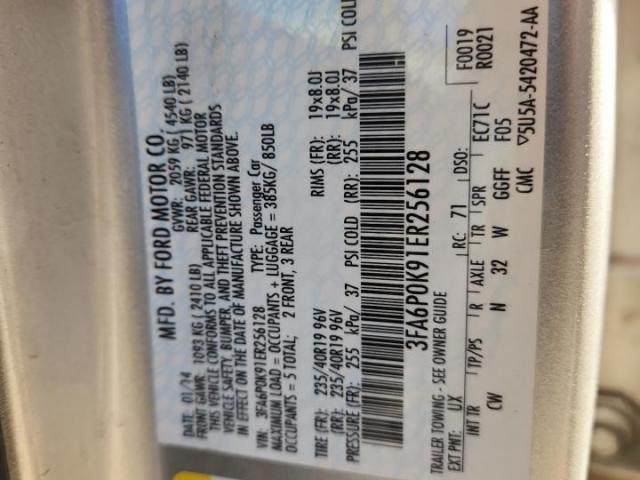 MFD. BY FORD MOTOR CO.
DATE: 01/14 GVWR: 2059 KG ( 4540 LB)
FRONT GAWR: 1093 KG ( 2410 LB) REAR GAWR: 971 KG ( 2140 LB)
THIS VEHICLE CONFORMS TO ALL APPLICABLE FEDERAL MOTOR
VEHICLE SAFETY, BUMPER, AND THEFT PREVENTION STANDARDS
IN EFFECT ON THE DATE OF MANUFACTURE SHOWN ABOVE.
VIN: 3FA6P0K91ER256128 TYPE: Passenger Car
MAXIMUM LOAD = OCCUPANTS + LUGGAGE = 385KG/ 850LB
OCCUPANTS = 5 TOTAL; 2 FRONT, 3 REAR
TIRE (FR): 235/40R19 96V RIMS (FR): 19x8.0J
(RR): 235/40R19 96V (RR): 19x8.0J
PRESSURE (FR): 255 kPa/ 37 PSI COLD (RR): 255 kPa/ 37 PSI COLD
3FA6P0K91ER256128
TRAILER TOWING - SEE OWNER GUIDE F0019
EXT PNT: UX RC: 71 DSO: R0021
INT TR TP/PS R AXLE TR SPR EC71C
CW N 32 W GGFF F05
CMC ▽5U5A-5420472-AA